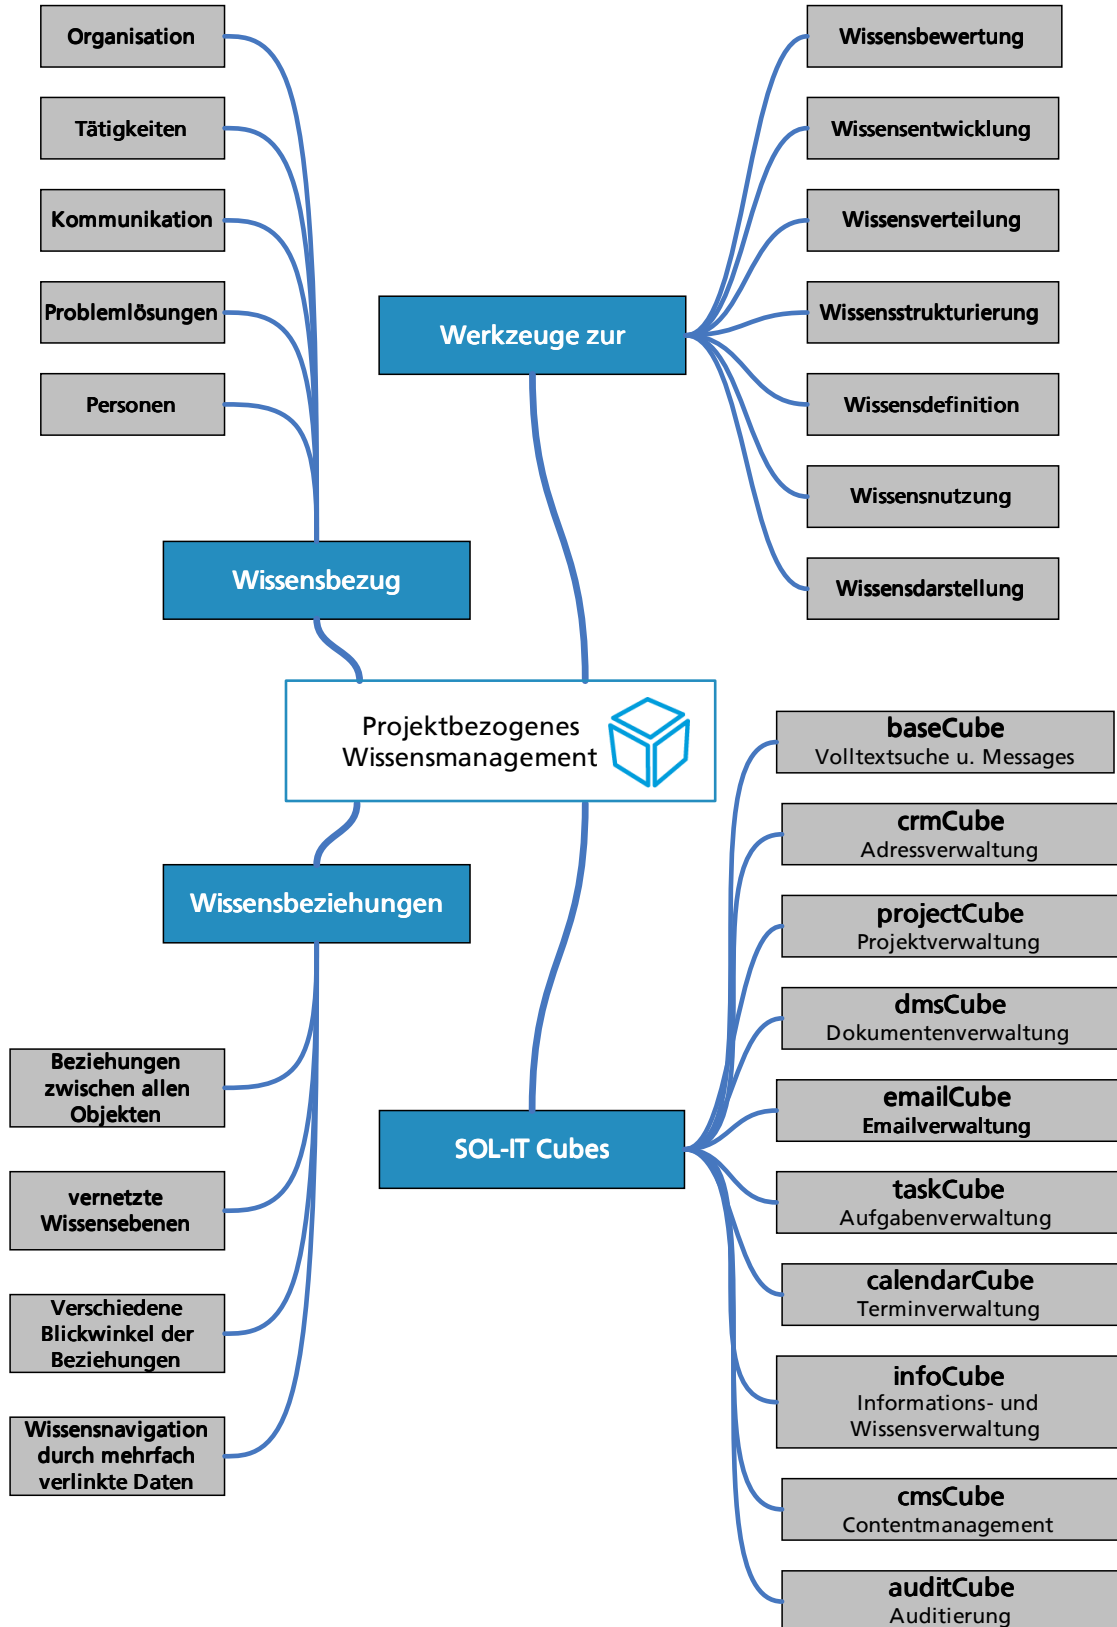 Organisation
Tätigkeiten
Kommunikation
Problemlösungen
Personen
Wissensbezug
Werkzeuge zur
Wissensbewertung
Wissensentwicklung
Wissensverteilung
Wissensstrukturierung
Wissensdefinition
Wissensnutzung
Wissensdarstellung
Projektbezogenes
Wissensmanagement
Wissensbeziehungen
Beziehungen
zwischen allen
Objekten
vernetzte
Wissensebenen
Verschiedene
Blickwinkel der
Beziehungen
Wissensnavigation
durch mehrfach
verlinkte Daten
SOL-IT Cubes
baseCube
Volltextsuche u. Messages
crmCube
Adressverwaltung
projectCube
Projektverwaltung
dmsCube
Dokumentenverwaltung
emailCube
Emailverwaltung
taskCube
Aufgabenverwaltung
calendarCube
Terminverwaltung
infoCube
Informations- und
Wissensverwaltung
cmsCube
Contentmanagement
auditCube
Auditierung